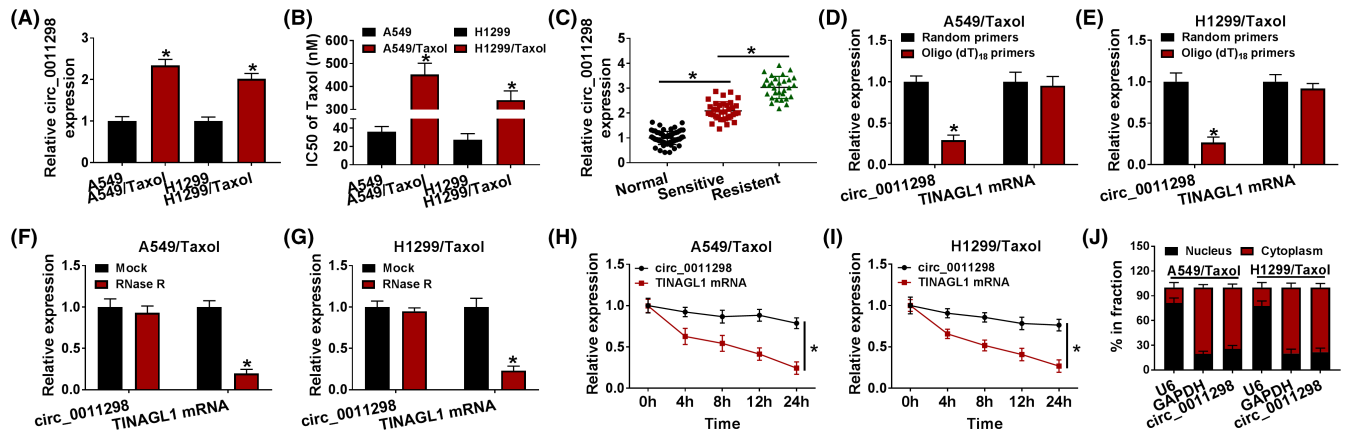 (A)
Relative circ_0011298
expression
3
2
1
0
*
*
A549
A549/Taxol
H1299
H1299/Taxol
(B)
A549
H1299
A549/Taxol
H1299/Taxol
IC50 of Taxol (nM)
600
500
400
300
40
20
0
*
*
A549
A549/Taxol
H1299
H1299/Taxol
(C)
Relative circ_0011298
expression
5
4
3
2
1
0
*
*
Normal
Sensitive
Resistent
(D)
A549/Taxol
Random primers
Oligo (dT)18 primers
Relative expression
1.5
1.0
0.5
0.0
*
circ_0011298
TINAGL1 mRNA
(E)
H1299/Taxol
Random primers
Oligo (dT)18 primers
Relative expression
1.5
1.0
0.5
0.0
*
circ_0011298
TINAGL1 mRNA
(F)
A549/Taxol
Mock
RNase R
Relative expression
1.5
1.0
0.5
0.0
*
circ_0011298
TINAGL1 mRNA
(G)
H1299/Taxol
Mock
RNase R
Relative expression
1.5
1.0
0.5
0.0
*
circ_0011298
TINAGL1 mRNA
(H)
A549/Taxol
circ_0011298
TINAGL1 mRNA
Relative expression
1.5
1.0
0.5
0.0
*
0h 4h 8h 12h 24h
Time
(I)
H1299/Taxol
circ_0011298
TINAGL1 mRNA
Relative expression
1.5
1.0
0.5
0.0
*
0h 4h 8h 12h 24h
Time
(J)
Nucleus Cytoplasm
A549/Taxol H1299/Taxol
% in fraction
150
120
90
60
30
0
U6
GAPDH
circ_0011298
U6
GAPDH
circ_0011298